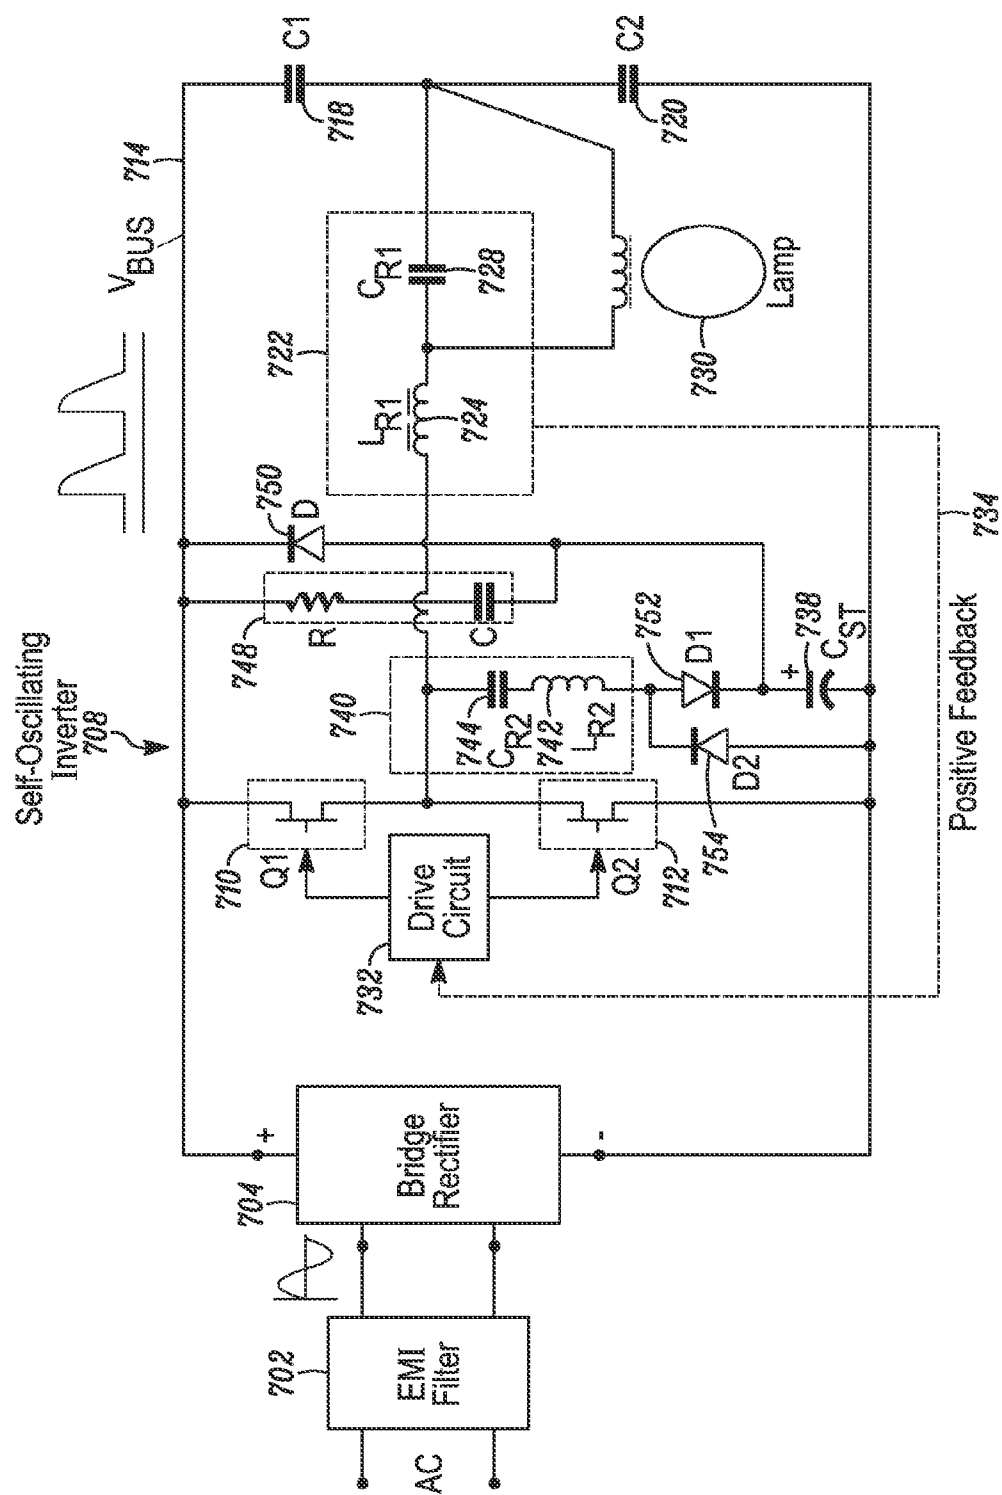 Self-Oscillating
Inverter
708
V
BUS
714
C1
718
C2
720
722
C
R1
728
L
R1
724
730
Lamp
750
D
748
R
C
740
744
C
R2
742
L
R2
752
D1
+
738
C
ST
D2
754
710
Q1
Q2
712
732
Drive
Circuit
Positive Feedback
734
704
+
-
Bridge
Rectifier
702
EMI
Filter
AC